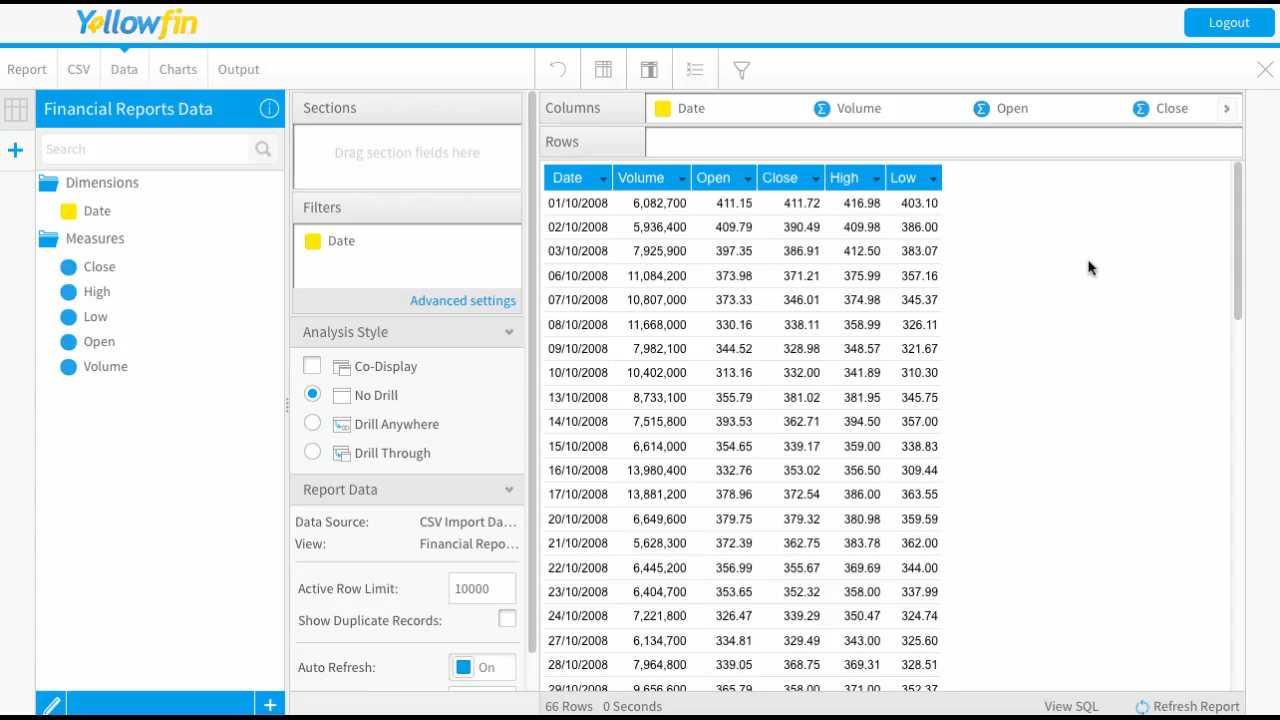 Yellowfin
Logout
Report CSV Data Charts Output
Financial Reports Data
Search
Dimensions
Date
Measures
Close
High
Low
Open
Volume
Sections
Drag section fields here
Filters
Date
Advanced settings
Analysis Style
Co-Display
No Drill
Drill Anywhere
Drill Through
Report Data
Data Source: CSV Import Da...
View: Financial Repo...
Active Row Limit: 10000
Show Duplicate Records:
Auto Refresh: On
Columns Date Volume Open Close
Rows
Date Volume Open Close High Low
01/10/2008 6,082,700 411.15 411.72 416.98 403.10
02/10/2008 5,936,400 409.79 390.49 409.98 386.00
03/10/2008 7,925,900 397.35 386.91 412.50 383.07
06/10/2008 11,084,200 373.98 371.21 375.99 357.16
07/10/2008 10,807,000 373.33 346.01 374.98 345.37
08/10/2008 11,668,000 330.16 338.11 358.99 326.11
09/10/2008 7,982,100 344.52 328.98 348.57 321.67
10/10/2008 10,402,000 313.16 332.00 341.89 310.30
13/10/2008 8,733,100 355.79 381.02 381.95 345.75
14/10/2008 7,515,800 393.53 362.71 394.50 357.00
15/10/2008 6,614,000 354.65 339.17 359.00 338.83
16/10/2008 13,980,400 332.76 353.02 356.50 309.44
17/10/2008 13,881,200 378.96 372.54 386.00 363.55
20/10/2008 6,649,600 379.75 379.32 380.98 359.59
21/10/2008 5,628,300 372.39 362.75 383.78 362.00
22/10/2008 6,445,200 356.99 355.67 369.69 344.00
23/10/2008 6,404,700 353.65 352.32 358.00 337.99
24/10/2008 7,221,800 326.47 339.29 350.47 324.74
27/10/2008 6,134,700 334.81 329.49 343.00 325.60
28/10/2008 7,964,800 339.05 368.75 369.31 328.51
29/10/2008 9,656,600 365.79 358.00 371.00 352.37
66 Rows 0 Seconds View SQL Refresh Report